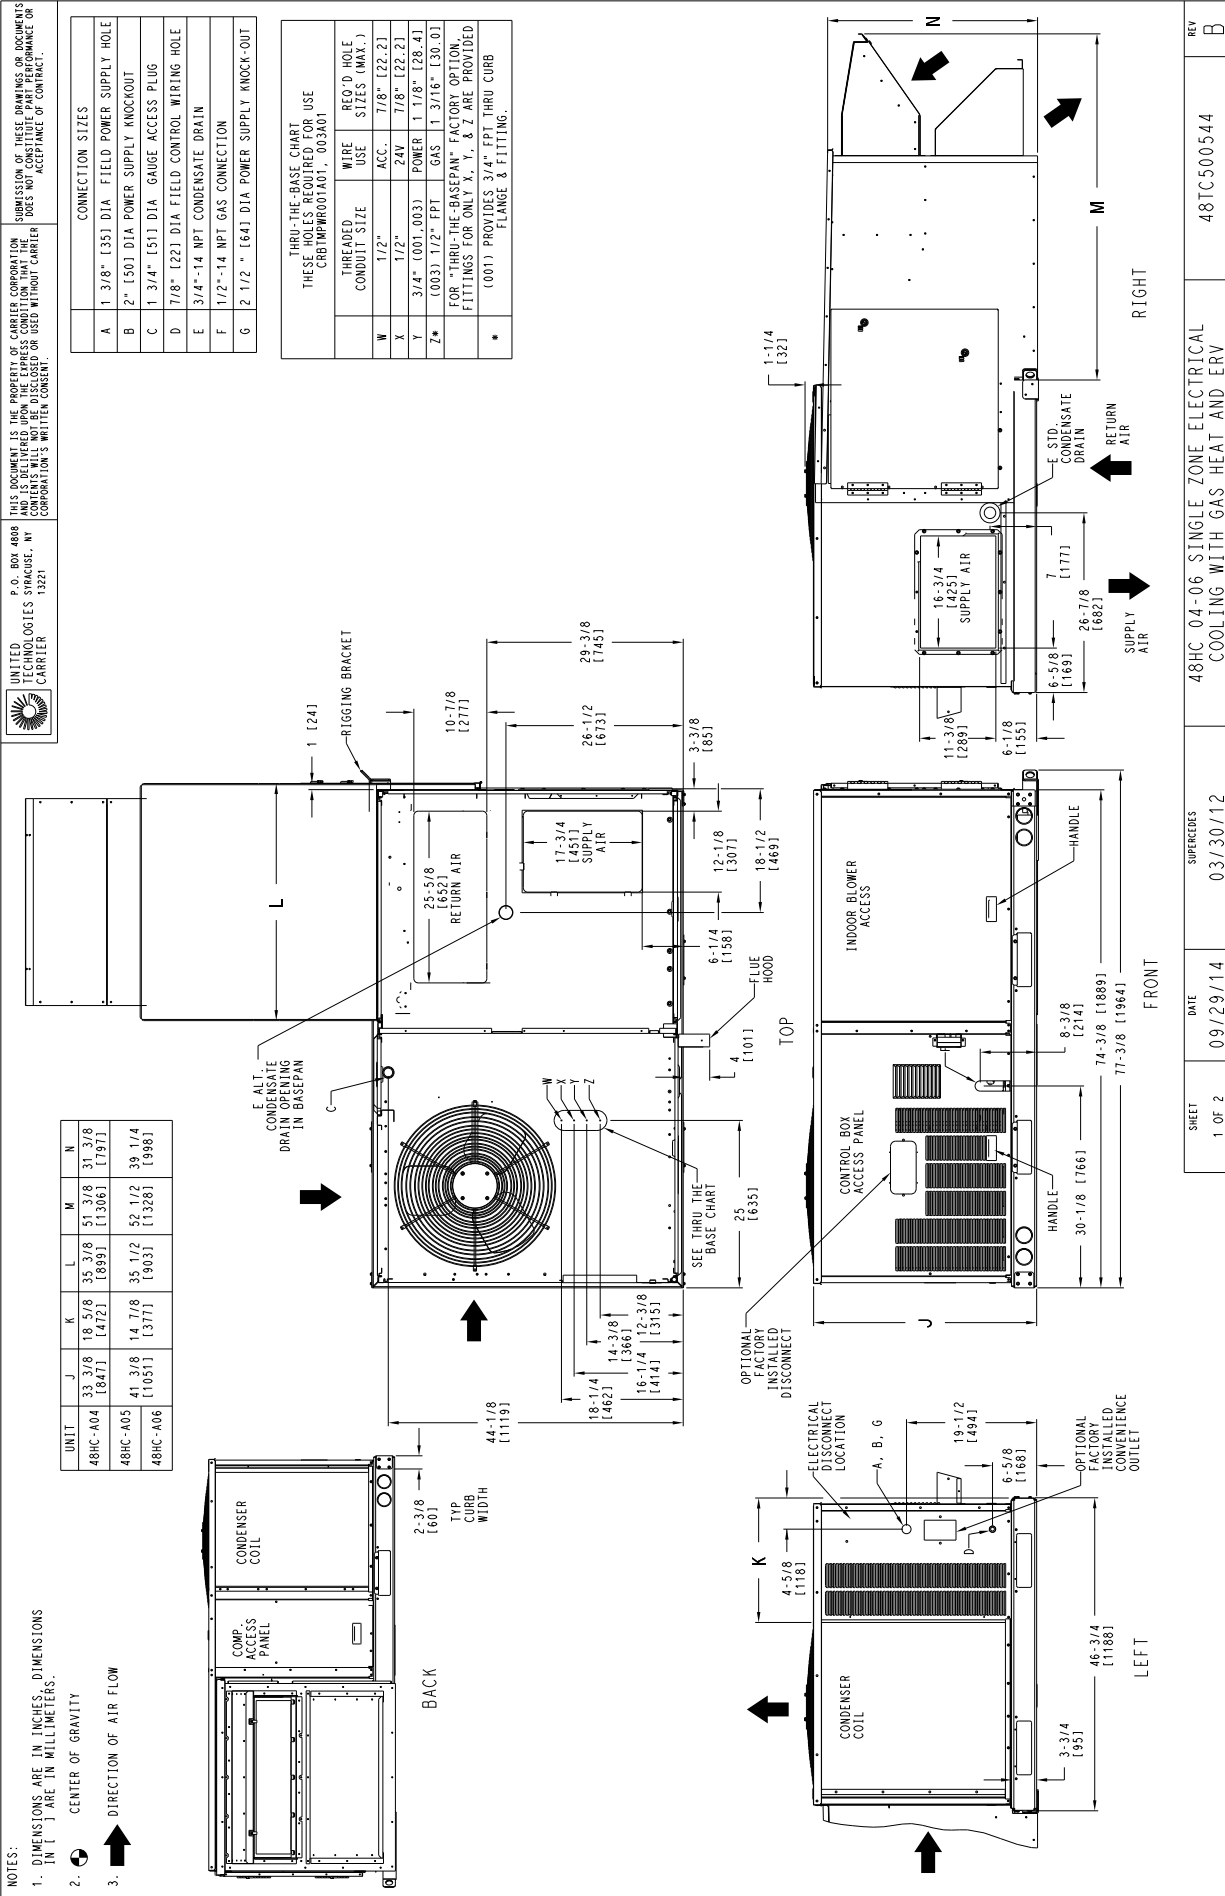 NOTES:
1. DIMENSIONS ARE IN INCHES, DIMENSIONS
IN [ ] ARE IN MILLIMETERS.
2. CENTER OF GRAVITY
3. DIRECTION OF AIR FLOW
UNIT J K L M N
48HC-A04 33 3/8 [847] 18 5/8 [472] 35 3/8 [899] 51 3/8 [1306] 31 3/8 [797]
48HC-A05 41 3/8 [1051] 14 7/8 [377] 35 1/2 [903] 52 1/2 [1328] 39 1/4 [998]
48HC-A06
UNITED
TECHNOLOGIES
CARRIER
P.O. BOX 4808
SYRACUSE, NY
13221
THIS DOCUMENT IS THE PROPERTY OF CARRIER CORPORATION
AND IS DELIVERED UPON THE EXPRESS CONDITION THAT THE
CONTENTS WILL NOT BE DISCLOSED OR USED WITHOUT CARRIER
CORPORATION'S WRITTEN CONSENT.
SUBMISSION OF THESE DRAWINGS OR DOCUMENTS
DOES NOT CONSTITUTE PART PERFORMANCE OR
ACCEPTANCE OF CONTRACT.
CONNECTION SIZES
A 1 3/8" [35] DIA FIELD POWER SUPPLY HOLE
B 2" [50] DIA POWER SUPPLY KNOCKOUT
C 1 3/4" [51] DIA GAUGE ACCESS PLUG
D 7/8" [22] DIA FIELD CONTROL WIRING HOLE
E 3/4"-14 NPT CONDENSATE DRAIN
F 1/2"-14 NPT GAS CONNECTION
G 2 1/2 " [64] DIA POWER SUPPLY KNOCK-OUT
THRU-THE-BASE CHART
THESE HOLES REQUIRED FOR USE
CRBTMPWR001A01, 003A01
THREADED CONDUIT SIZE WIRE USE REQ'D HOLE SIZES (MAX.)
W 1/2" ACC. 7/8" [22.2]
X 1/2" 24V 7/8" [22.2]
Y 3/4" (001,003) POWER 1 1/8" [28.4]
Z* (003) 1/2" FPT GAS 1 3/16" [30.0]
FOR "THRU-THE-BASEPAN" FACTORY OPTION,
FITTINGS FOR ONLY X, Y, & Z ARE PROVIDED
* (001) PROVIDES 3/4" FPT THRU CURB
FLANGE & FITTING.
CONDENSER
COIL
COMP.
ACCESS
PANEL
2-3/8
[60]
TYP
CURB
WIDTH
BACK
L
1 [24]
RIGGING BRACKET
E ALT.
CONDENSATE
DRAIN OPENING
IN BASEPAN
C
25-5/8
[652]
RETURN AIR
17-3/4
[451]
SUPPLY
AIR
10-7/8
[277]
29-3/8
[745]
26-1/2
[673]
3-3/8
[85]
12-1/8
[307]
18-1/2
[469]
6-1/4
[158]
FLUE
HOOD
4
[101]
W
X
Y
Z
SEE THRU THE
BASE CHART
25
[635]
44-1/8
[1119]
18-1/4
[462]
16-1/4
[414]
14-3/8
[366]
12-3/8
[315]
TOP
CONDENSER
COIL
K
4-5/8
[118]
ELECTRICAL
DISCONNECT
LOCATION
A, B, G
D
19-1/2
[494]
6-5/8
[168]
OPTIONAL
FACTORY
INSTALLED
CONVENIENCE
OUTLET
46-3/4
[1188]
3-3/4
[95]
LEFT
J
OPTIONAL
FACTORY
INSTALLED
DISCONNECT
CONTROL BOX
ACCESS PANEL
INDOOR BLOWER
ACCESS
HANDLE
HANDLE
30-1/8 [766]
8-3/8
[214]
74-3/8 [1889]
77-3/8 [1964]
FRONT
1-1/4
[32]
N
M
16-3/4
[425]
SUPPLY AIR
E STD.
CONDENSATE
DRAIN
RETURN
AIR
SUPPLY
AIR
11-3/8
[289]
6-1/8
[155]
6-5/8
[169]
26-7/8
[682]
7
[177]
RIGHT
SHEET
1 OF 2
DATE
09/29/14
SUPERCEDES
03/30/12
48HC 04-06 SINGLE ZONE ELECTRICAL
COOLING WITH GAS HEAT AND ERV
48TC500544
REV
B